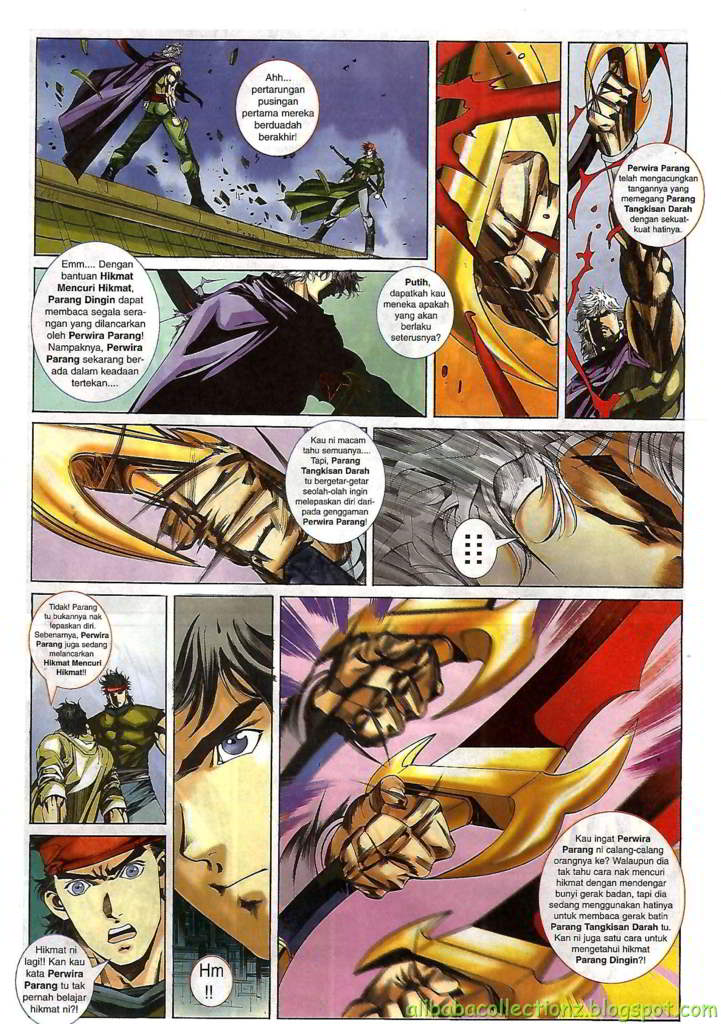 Ahh...
pertarungan
pusingan
pertama mereka
berduadah
berakhir!
Emm.... Dengan
bantuan Hikmat
Mencuri Hikmat,
Parang Dingin dapat
membaca segala sera-
ngan yang dilancarkan
oleh Perwira Parang!
Nampaknya, Perwira
Parang sekarang ber-
ada dalam keadaan
tertekan....
Putih,
dapatkah kau
meneka apakah
yang akan
berlaku
seterusnya?
Perwira Parang
telah mengacungkan
tangannya yang
memegang Parang
Tangkisan Darah
dengan sekuat-
kuat hatinya.
Kau ni macam
tahu semuanya....
Tapi, Parang
Tangkisan Darah
tu bergetar-getar
seolah-olah ingin
melepaskan diri dari-
pada genggaman
Perwira Parang!
Tidak! Parang
tu bukannya nak
lepaskan diri.
Sebenarnya, Perwira
Parang juga sedang
melancarkan
Hikmat Mencuri
Hikmat!!
Hikmat ni
lagi!! Kan kau
kata Perwira
Parang tu tak
pernah belajar
hikmat ni?!
Hm
!!
Kau ingat Perwira
Parang ni calang-calang
orangnya ke? Walaupun dia
tak tahu cara nak mencuri
hikmat dengan mendengar
bunyi gerak badan, tapi dia
sedang menggunakan hatinya
untuk membaca gerak batin
Parang Tangkisan Darah tu.
Kan ni juga satu cara untuk
mengetahui hikmat
Parang Dingin?!
alibabacollectionz.blogspot.com